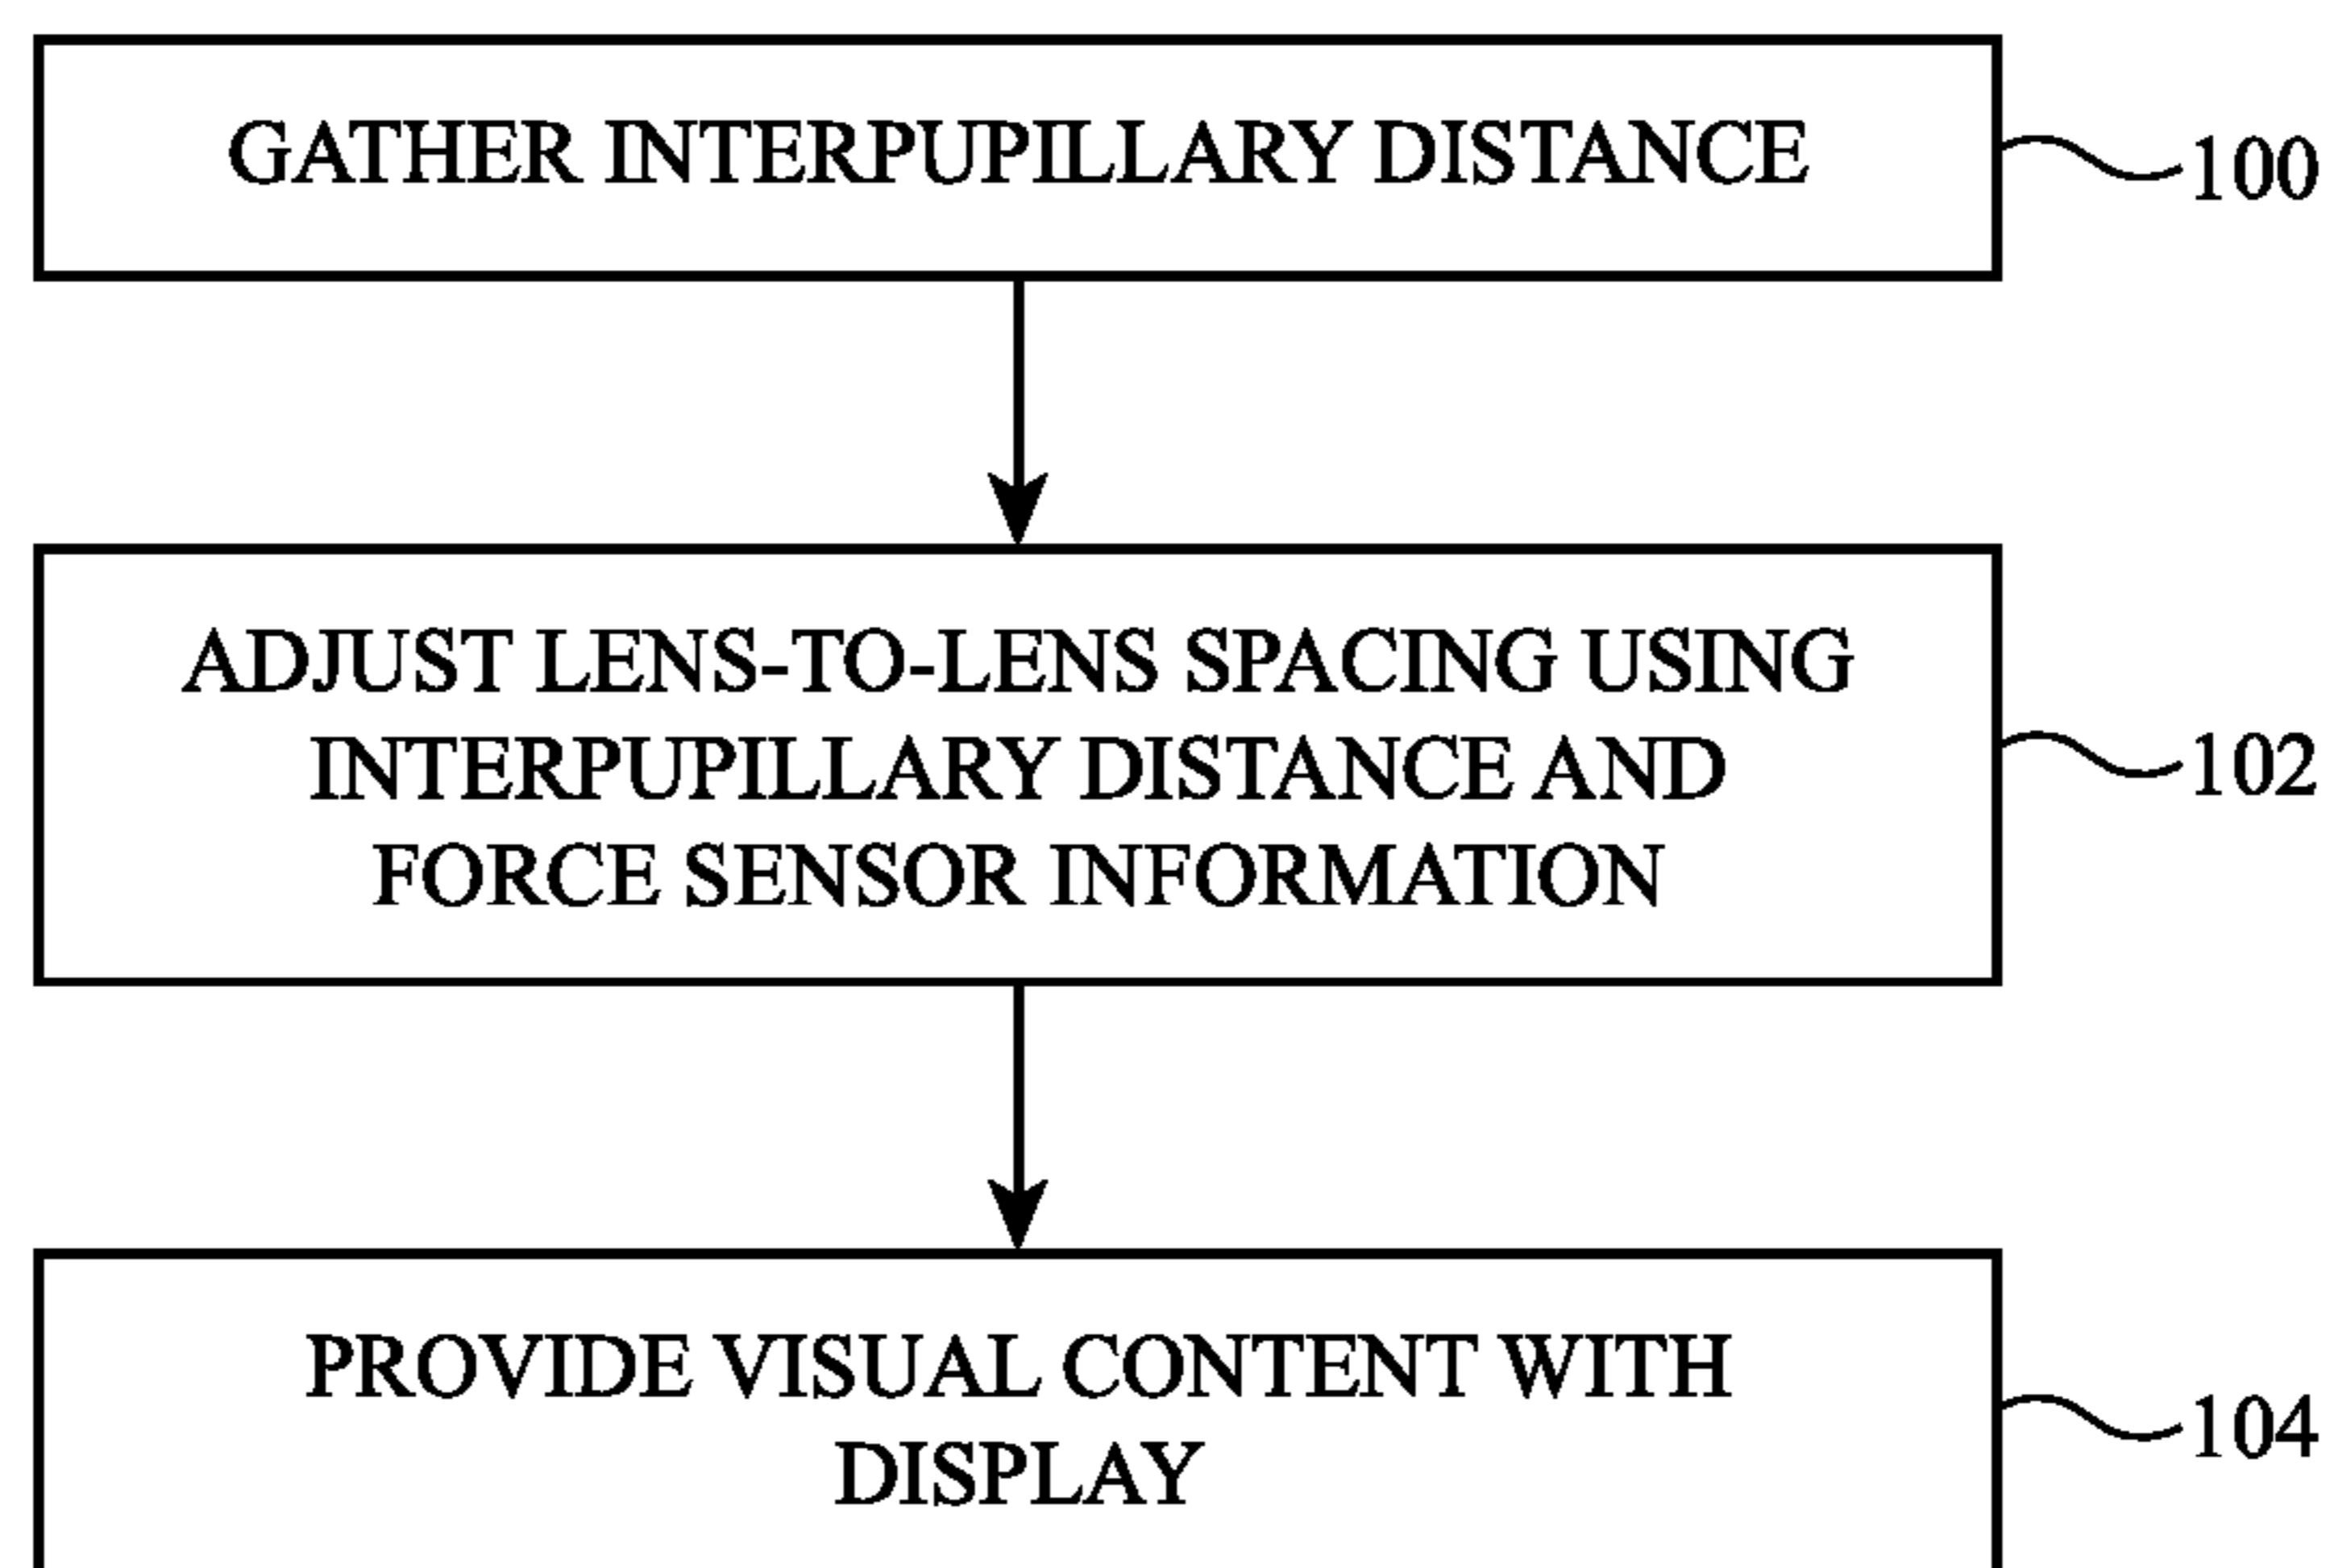 GATHER INTERPUPILLARY DISTANCE
100
ADJUST LENS-TO-LENS SPACING USING
INTERPUPILLARY DISTANCE AND
FORCE SENSOR INFORMATION
102
PROVIDE VISUAL CONTENT WITH
DISPLAY
104